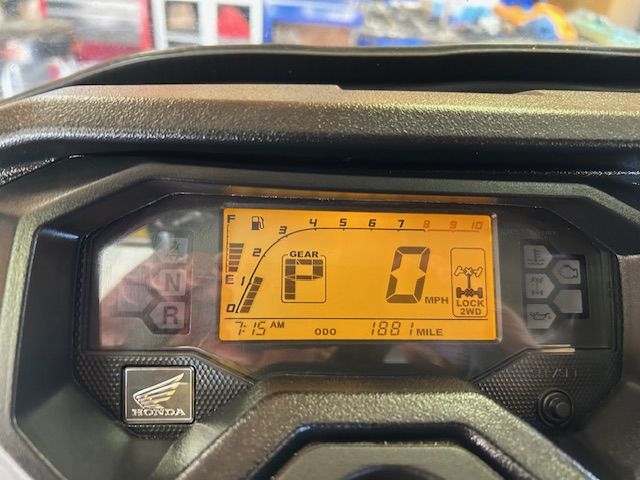 F
4 5 6 7 8 9 10
3
2
E 1
0
GEAR
P
0 MPH
LOCK
2WD
7:15 AM ODO 1881 MILE
N
R
HONDA